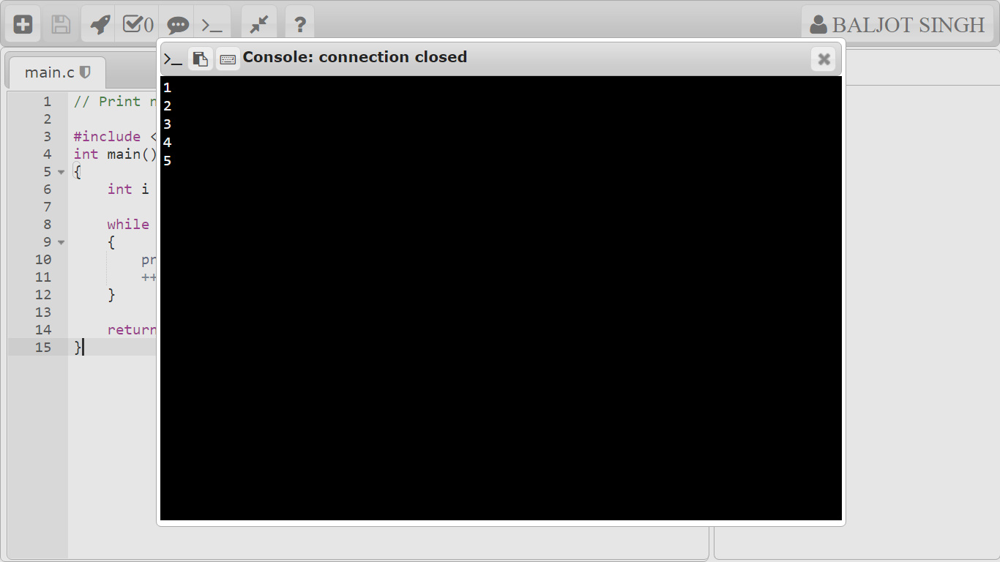 0 >_ ? BALJOT SINGH
>_ Console: connection closed
main.c
1
2
3
4
5
1 // Print
2
3 #include <
4 int main()
5 {
6 int i
7
8 while
9 {
10 pr
11 ++
12 }
13
14 return
15 }